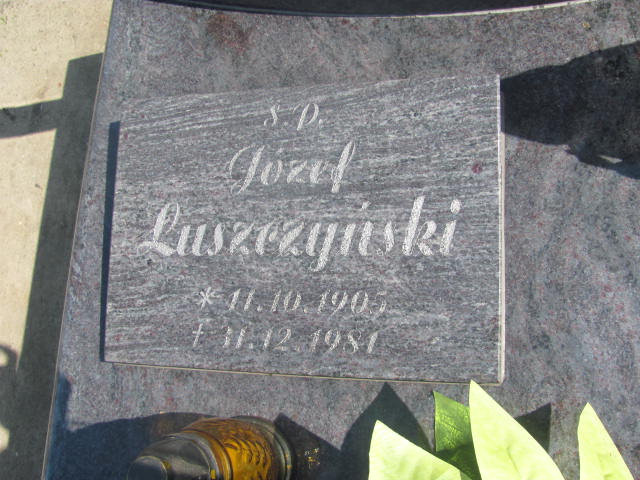 ś.p.
Józef
Łuszczyński
* 11.10.1905
† 11.12.1981